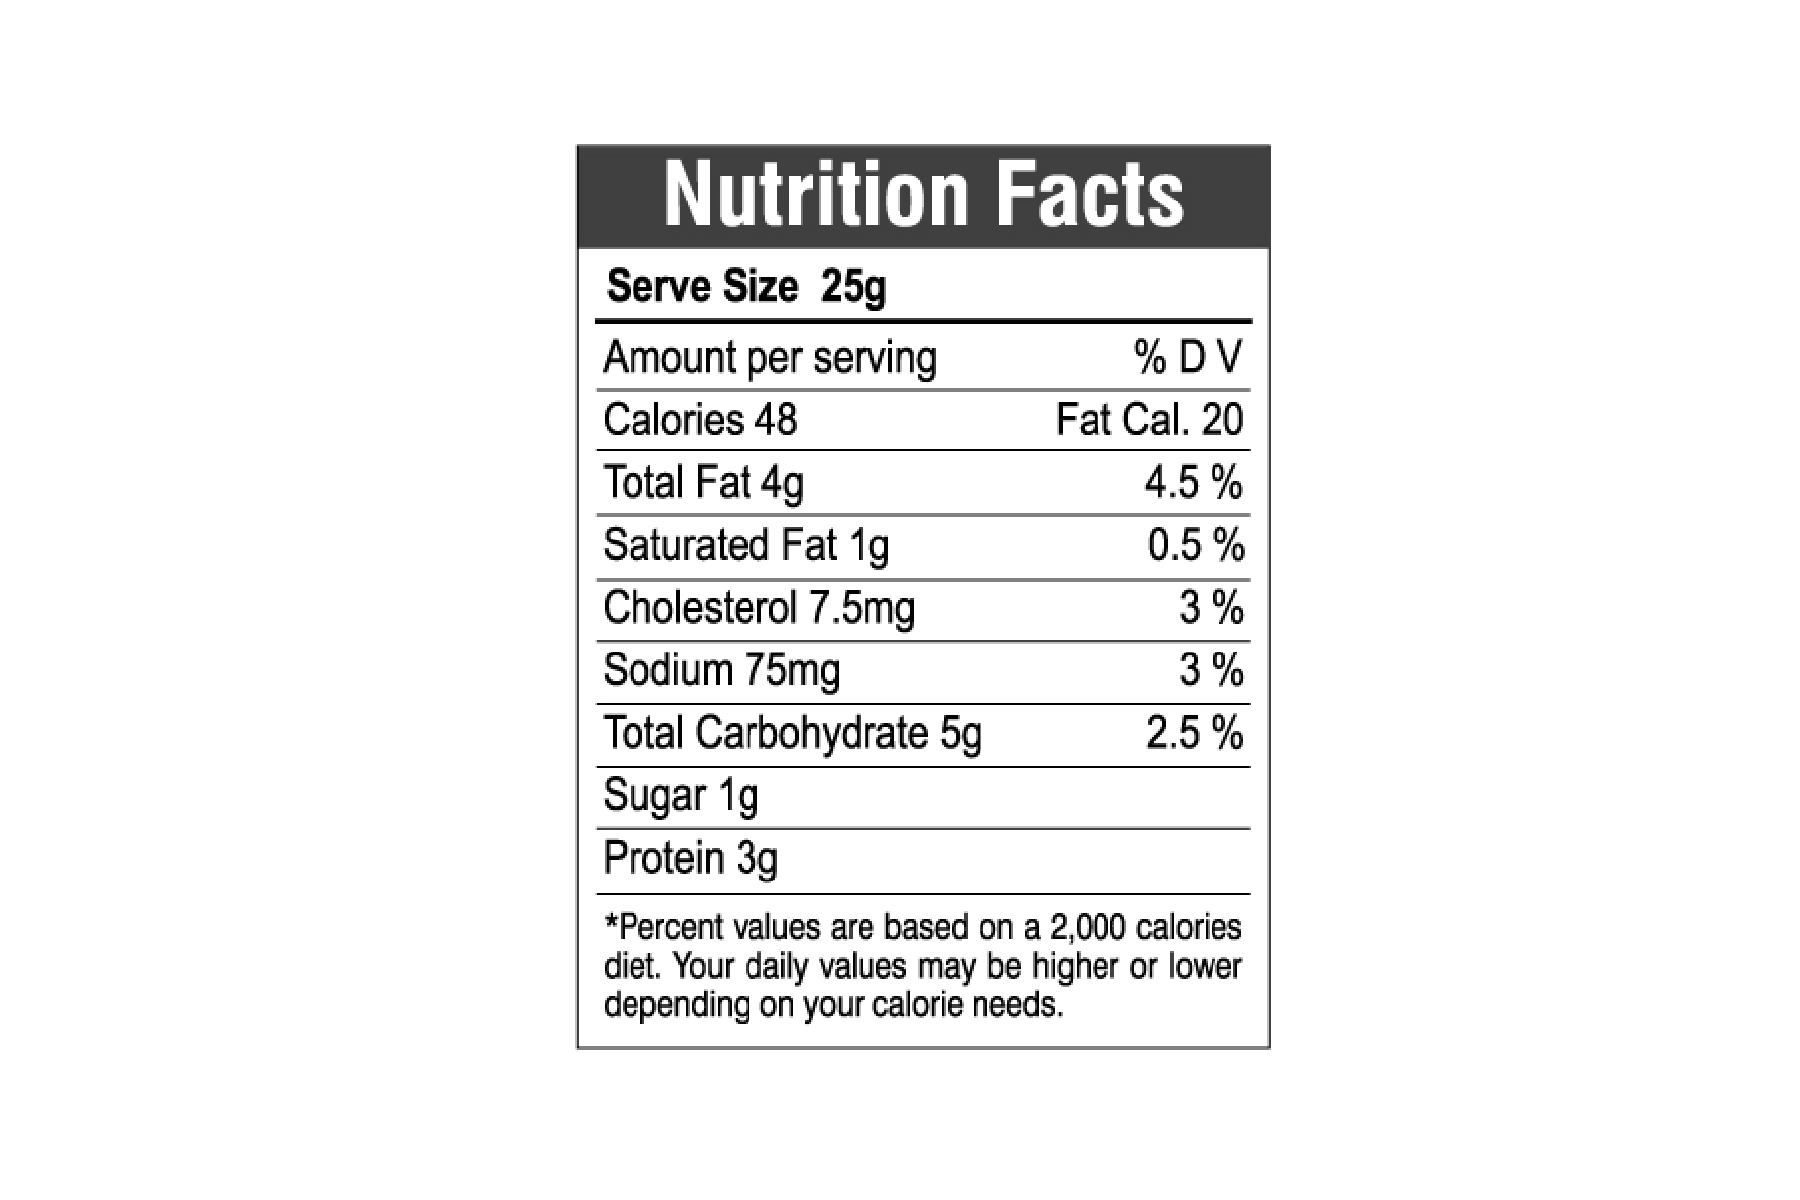 Nutrition Facts
Serve Size 25g
Amount per serving % D V
Calories 48 Fat Cal. 20
Total Fat 4g 4.5 %
Saturated Fat 1g 0.5 %
Cholesterol 7.5mg 3 %
Sodium 75mg 3 %
Total Carbohydrate 5g 2.5 %
Sugar 1g
Protein 3g
*Percent values are based on a 2,000 calories
diet. Your daily values may be higher or lower
depending on your calorie needs.